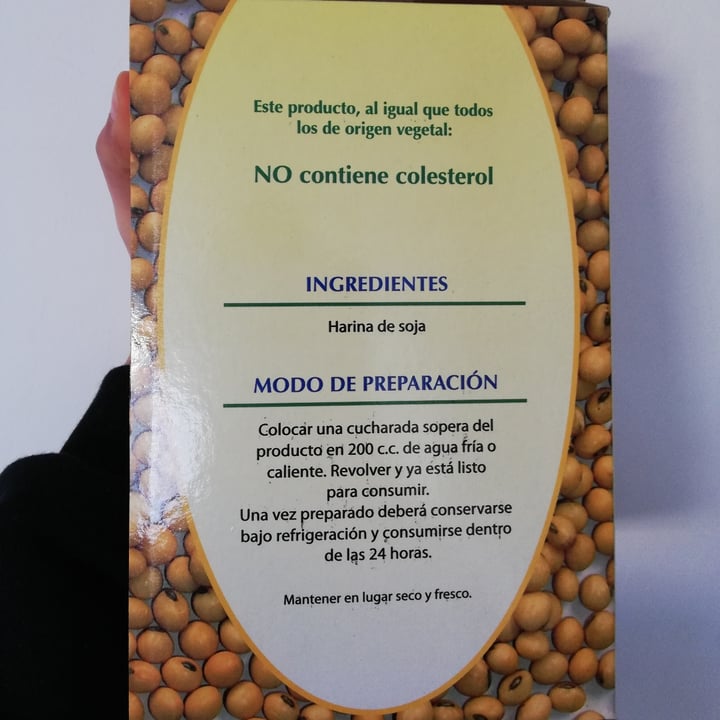 Este producto, al igual que todos
los de origen vegetal:
NO contiene colesterol
INGREDIENTES
Harina de soja
MODO DE PREPARACIÓN
Colocar una cucharada sopera del
producto en 200 c.c. de agua fría o
caliente. Revolver y ya está listo
para consumir.
Una vez preparado deberá conservarse
bajo refrigeración y consumirse dentro
de las 24 horas.
Mantener en lugar seco y fresco.